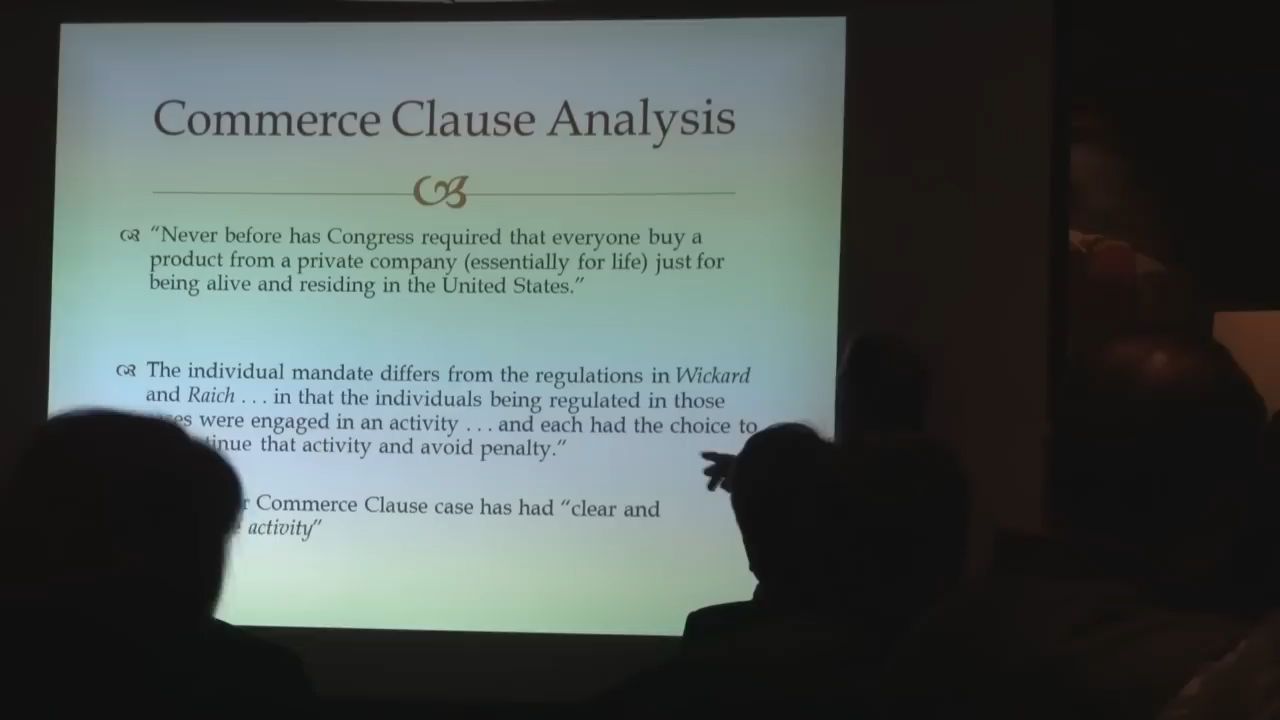 Commerce Clause Analysis
“Never before has Congress required that everyone buy a
product from a private company (essentially for life) just for
being alive and residing in the United States.”
The individual mandate differs from the regulations in Wickard
and Raich . . . in that the individuals being regulated in those
were engaged in an activity . . . and each had the choice to
that activity and avoid penalty.”
Commerce Clause case has had “clear and
activity”